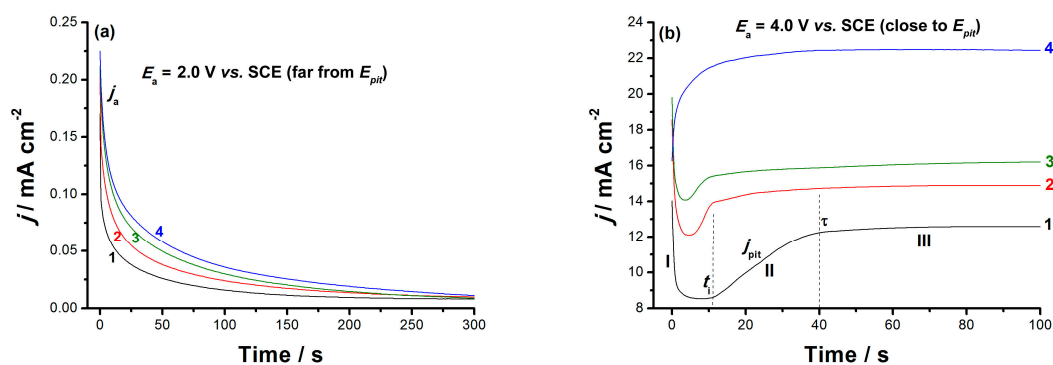 (a)
E_a = 2.0 V vs. SCE (far from E_pit)
j_a
j / mA cm⁻²
0.25
0.20
0.15
0.10
0.05
0.00
1
2
3
4
0
50
100
150
200
250
300
Time / s
(b)
E_a = 4.0 V vs. SCE (close to E_pit)
j / mA cm⁻²
24
22
20
18
16
14
12
10
8
4
3
2
1
I
t_i
j_pit
II
τ
III
0
20
40
60
80
100
Time / s